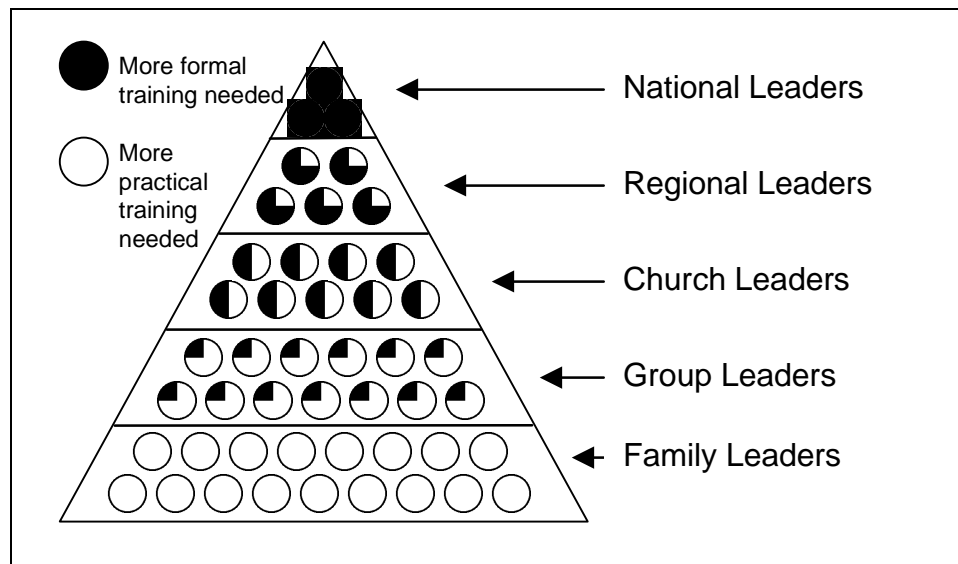 More formal
training needed
More
practical
training
needed
National Leaders
Regional Leaders
Church Leaders
Group Leaders
Family Leaders